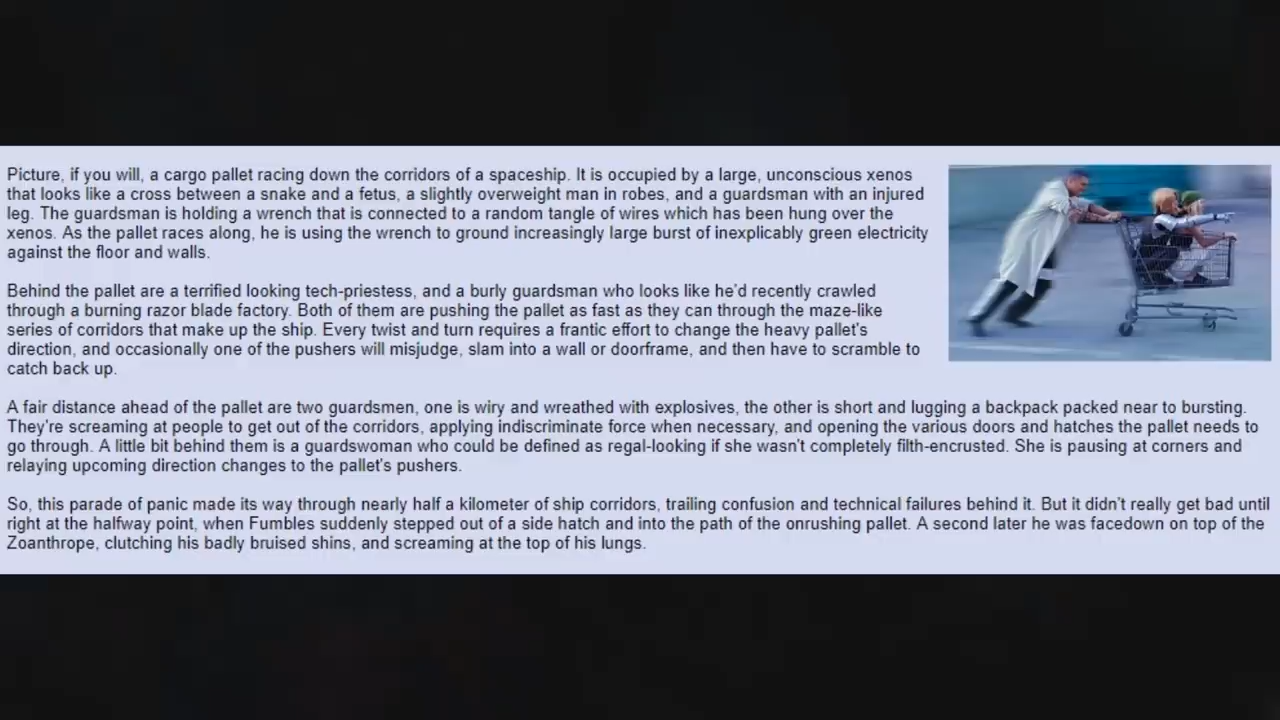 Picture, if you will, a cargo pallet racing down the corridors of a spaceship. It is occupied by a large, unconscious xenos
that looks like a cross between a snake and a fetus, a slightly overweight man in robes, and a guardsman with an injured
leg. The guardsman is holding a wrench that is connected to a random tangle of wires which has been hung over the
xenos. As the pallet races along, he is using the wrench to ground increasingly large burst of inexplicably green electricity
against the floor and walls.
Behind the pallet are a terrified looking tech-priestess, and a burly guardsman who looks like he'd recently crawled
through a burning razor blade factory. Both of them are pushing the pallet as fast as they can through the maze-like
series of corridors that make up the ship. Every twist and turn requires a frantic effort to change the heavy pallet's
direction, and occasionally one of the pushers will misjudge, slam into a wall or doorframe, and then have to scramble to
catch back up.
A fair distance ahead of the pallet are two guardsmen, one is wiry and wreathed with explosives, the other is short and lugging a backpack packed near to bursting.
They're screaming at people to get out of the corridors, applying indiscriminate force when necessary, and opening the various doors and hatches the pallet needs to
go through. A little bit behind them is a guardswoman who could be defined as regal-looking if she wasn't completely filth-encrusted. She is pausing at corners and
relaying upcoming direction changes to the pallet's pushers.
So, this parade of panic made its way through nearly half a kilometer of ship corridors, trailing confusion and technical failures behind it. But it didn't really get bad until
right at the halfway point, when Fumbles suddenly stepped out of a side hatch and into the path of the onrushing pallet. A second later he was facedown on top of the
Zoanthrope, clutching his badly bruised shins, and screaming at the top of his lungs.